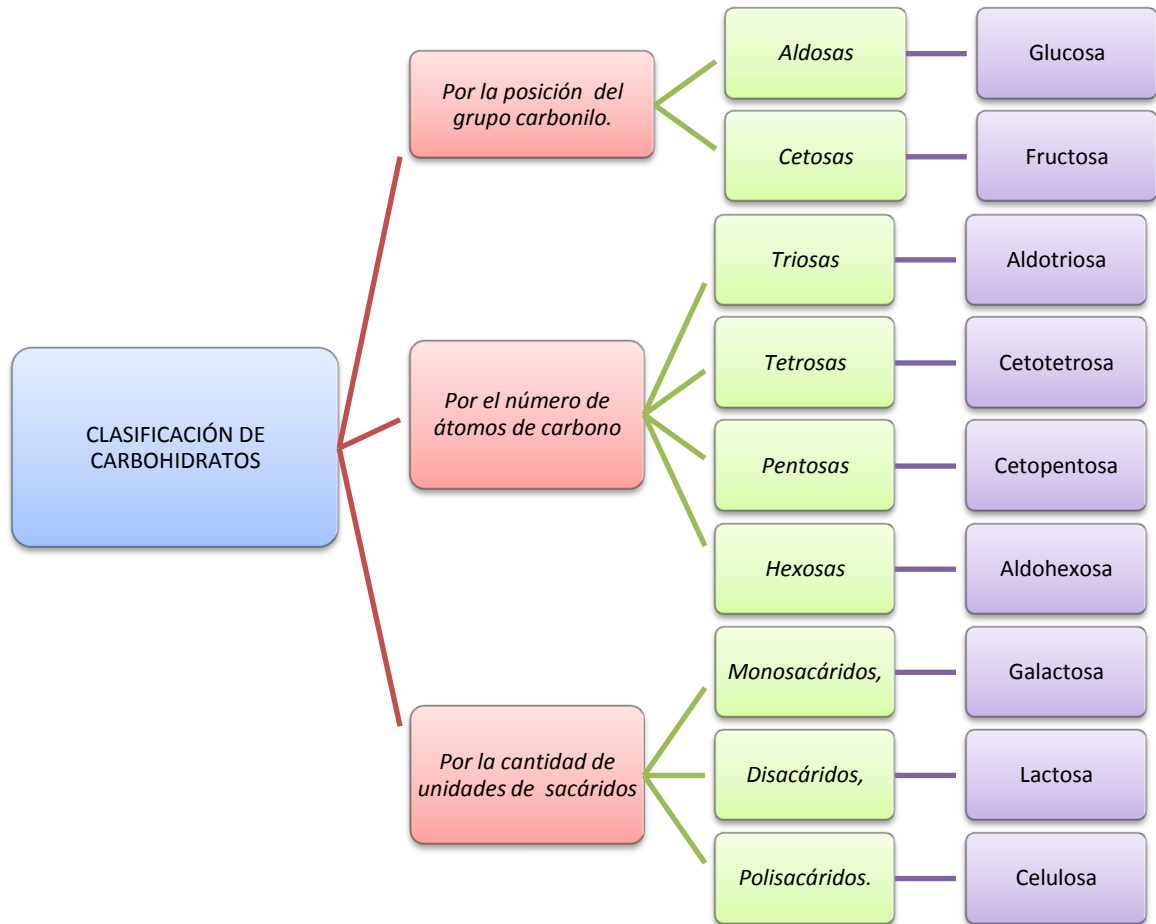 CLASIFICACIÓN DE
CARBOHIDRATOS
Por la posición del
grupo carbonilo.
Aldosas
Glucosa
Cetosas
Fructosa
Por el número de
átomos de carbono
Triosas
Aldotriosa
Tetrosas
Cetotetrosa
Pentosas
Cetopentosa
Hexosas
Aldohexosa
Por la cantidad de
unidades de sacáridos
Monosacáridos,
Galactosa
Disacáridos,
Lactosa
Polisacáridos.
Celulosa